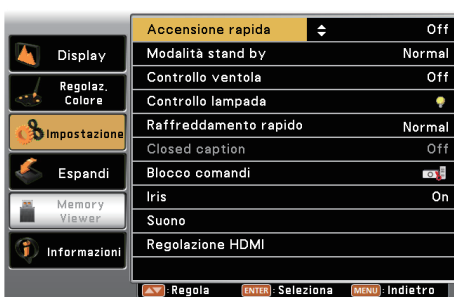 Display
Regolaz.
Colore
Impostazione
Espandi
Memory
Viewer
Informazioni
Accensione rapida Off
Modalità stand by Normal
Controllo ventola Off
Controllo lampada
Raffreddamento rapido Normal
Closed caption Off
Blocco comandi
Iris On
Suono
Regolazione HDMI
:Regola ENTER :Seleziona MENU :Indietro